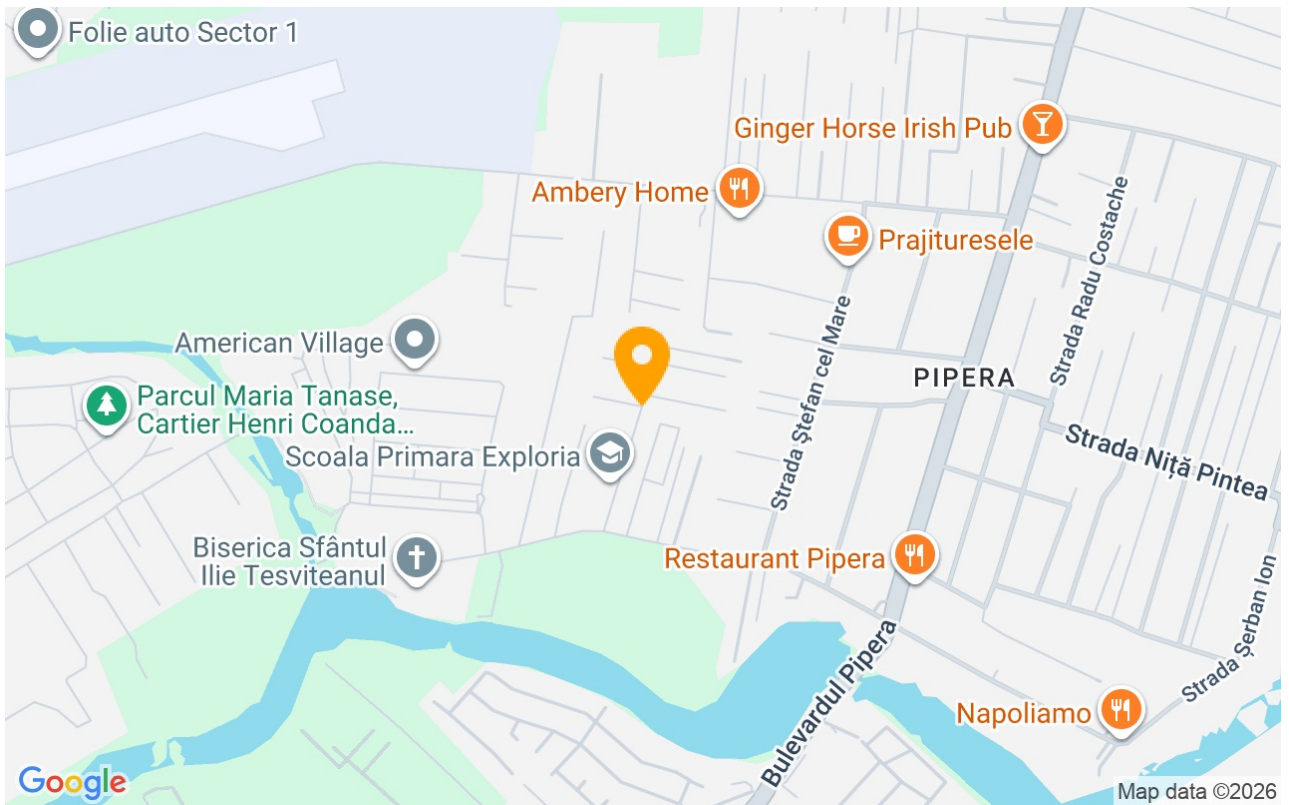 Folie auto Sector 1
Ginger Horse Irish Pub
Ambery Home
Prajituresele
Strada Radu Costache
American Village
Strada Ștefan cel Mare
PIPERA
Parcul Maria Tanase,
Cartier Henri Coanda...
Scoala Primara Exploria
Strada Niță Pintea
Biserica Sfântul
Ilie Tesviteanul
Restaurant Pipera
Strada Șerban Ion
Bulevardul Pipera
Napoliamo
Google
Map data ©2026